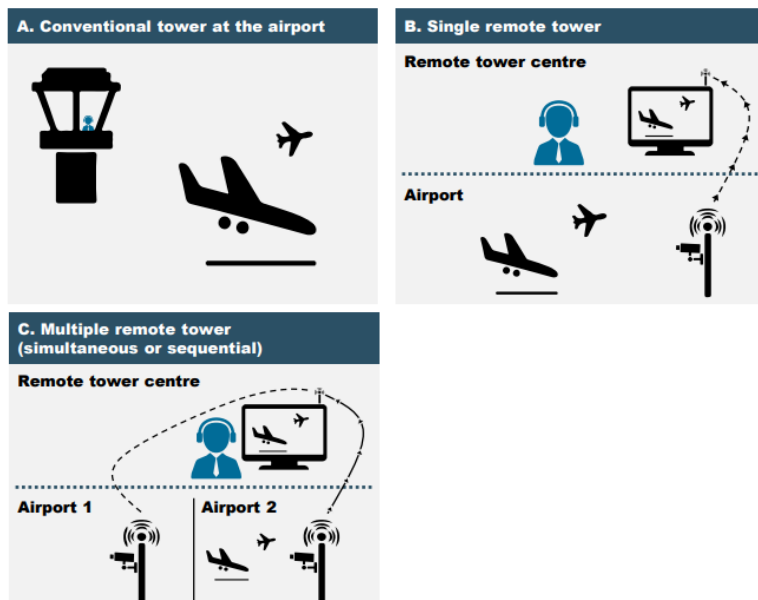 A. Conventional tower at the airport
B. Single remote tower
Remote tower centre
Airport
C. Multiple remote tower
(simultaneous or sequential)
Remote tower centre
Airport 1
Airport 2